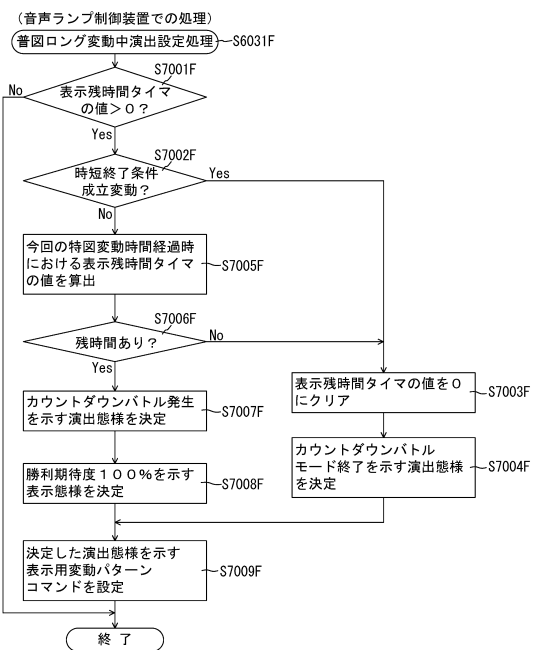 (音声ランプ制御装置での処理)
普図ロング変動中演出設定処理
S6031F
S7001F
No
表示残時間タイマ
の値>0?
Yes
S7002F
時短終了条件
成立変動?
Yes
No
今回の特図変動時間経過時
における表示残時間タイマ
の値を算出
S7005F
S7006F
残時間あり?
No
Yes
カウントダウンバトル発生
を示す演出態様を決定
S7007F
表示残時間タイマの値を0
にクリア
S7003F
勝利期待度100%を示す
表示態様を決定
S7008F
カウントダウンバトル
モード終了を示す演出態様
を決定
S7004F
決定した演出態様を示す
表示用変動パターン
コマンドを設定
S7009F
終 了